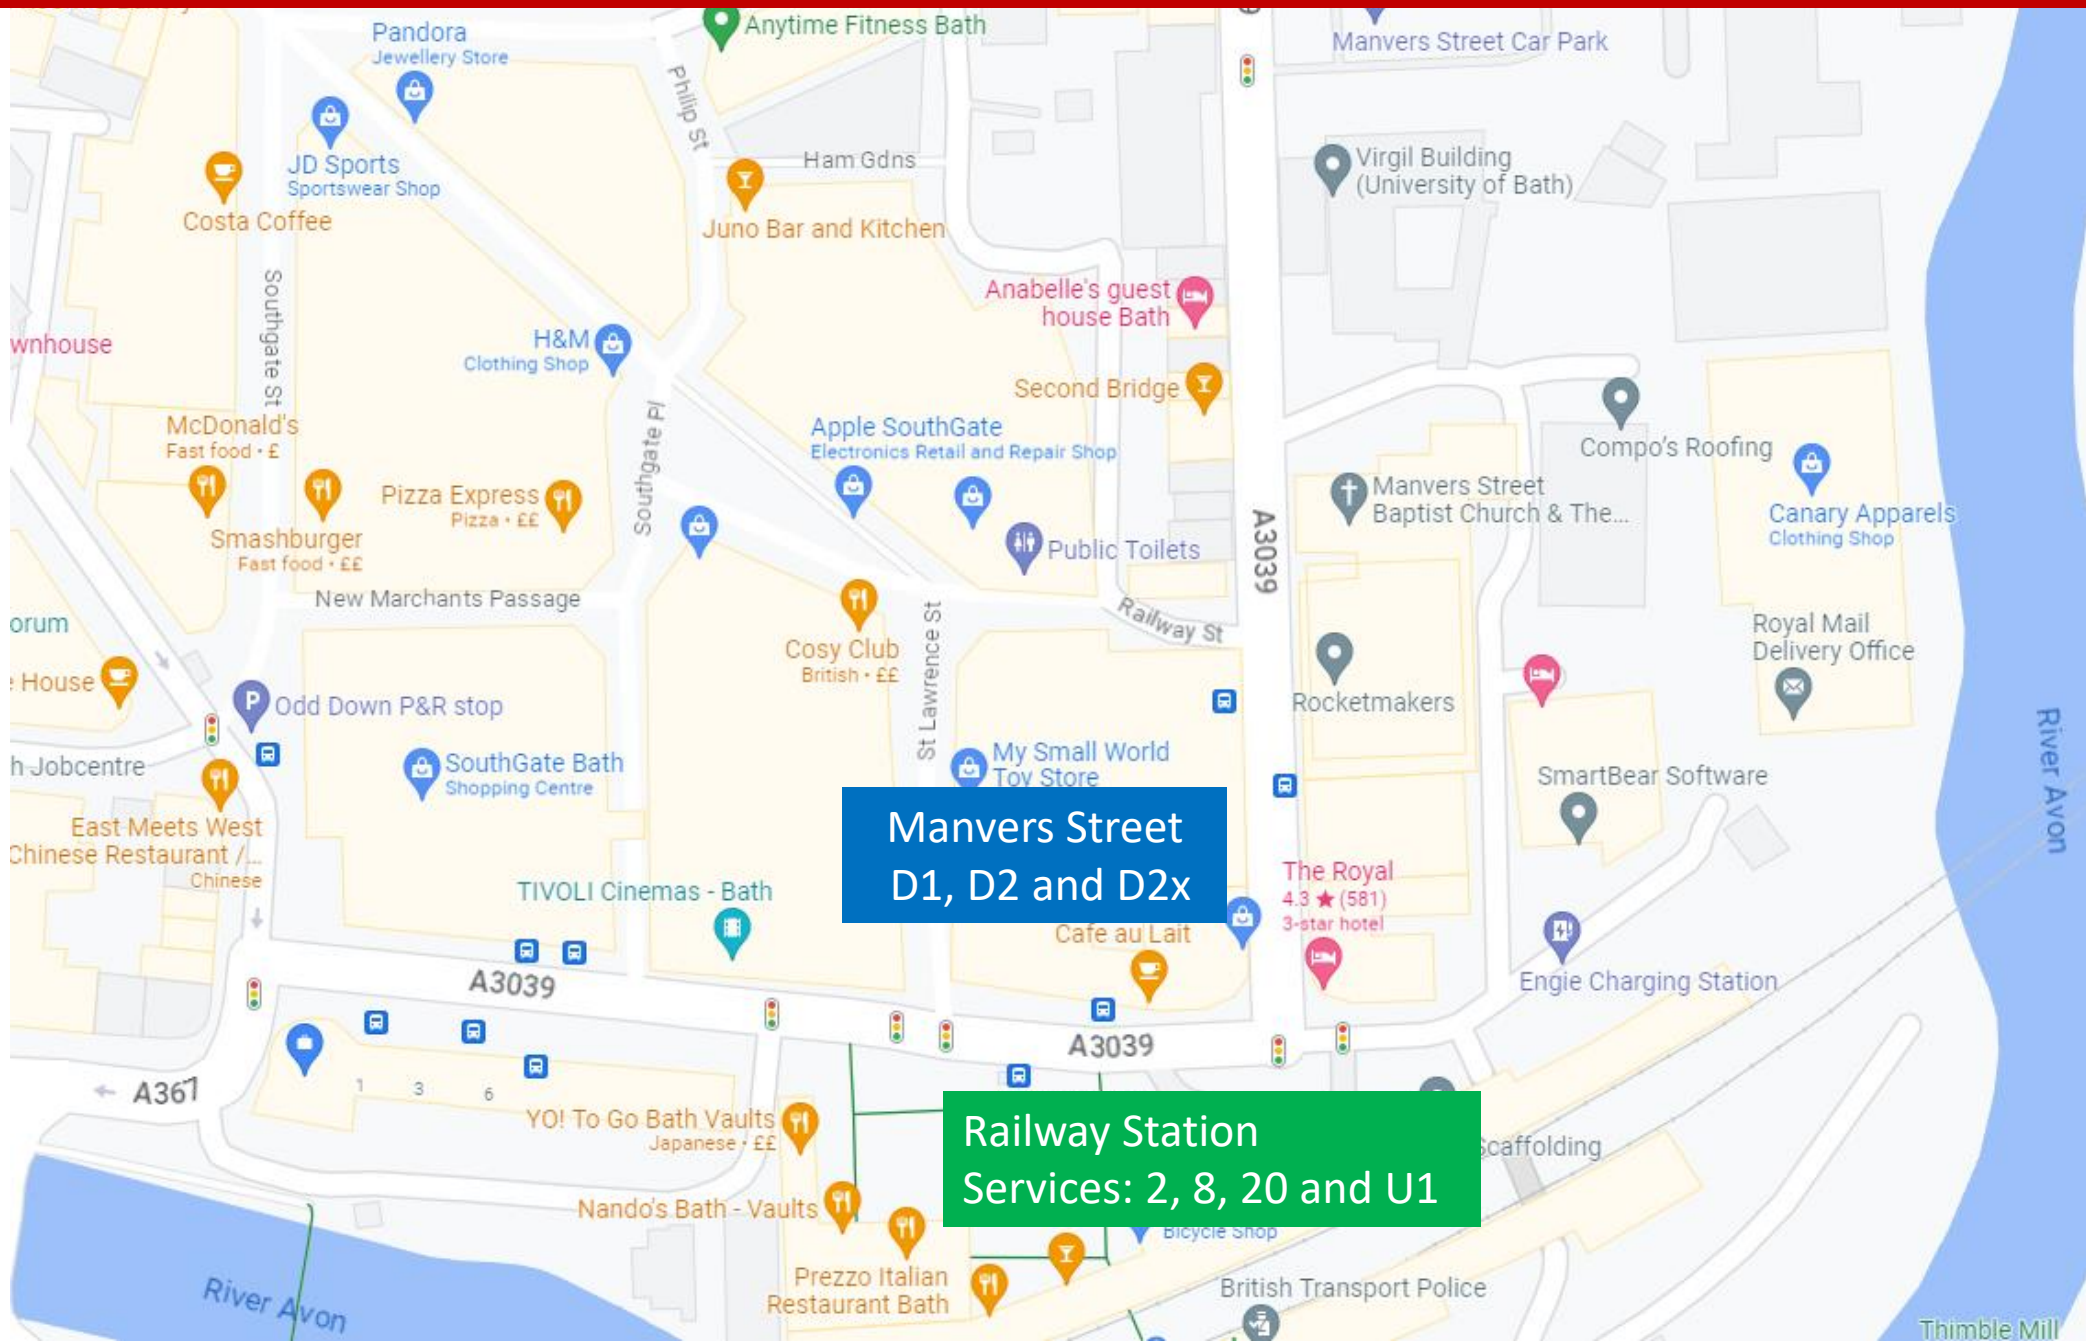 Pandora
Jewellery Store
Anytime Fitness Bath
Manvers Street Car Park
Philip St
JD Sports
Sportswear Shop
Costa Coffee
Ham Gdns
Juno Bar and Kitchen
Virgil Building
(University of Bath)
Southgate St
Anabelle's guest
house Bath
wnhouse
H&M
Clothing Shop
Second Bridge
McDonald's
Fast food · £
Southgate Pl
Apple SouthGate
Electronics Retail and Repair Shop
Compo's Roofing
Pizza Express
Pizza · ££
Manvers Street
Baptist Church & The...
Smashburger
Fast food · ££
Public Toilets
A3039
Canary Apparels
Clothing Shop
New Marchants Passage
orum
Railway St
Cosy Club
British · ££
St Lawrence St
Royal Mail
Delivery Office
House
P
Odd Down P&R stop
Rocketmakers
River Avon
h Jobcentre
SouthGate Bath
Shopping Centre
My Small World
Toy Store
SmartBear Software
East Meets West
Chinese Restaurant /...
Chinese
Manvers Street
D1, D2 and D2x
TIVOLI Cinemas - Bath
The Royal
4.3 ★ (581)
3-star hotel
Cafe au Lait
A3039
Engie Charging Station
A3039
A367
1 3 6
YO! To Go Bath Vaults
Japanese · ££
Railway Station
Services: 2, 8, 20 and U1
Scaffolding
Nando's Bath - Vaults
Bicycle Shop
Prezzo Italian
Restaurant Bath
British Transport Police
River Avon
Thimble Mill